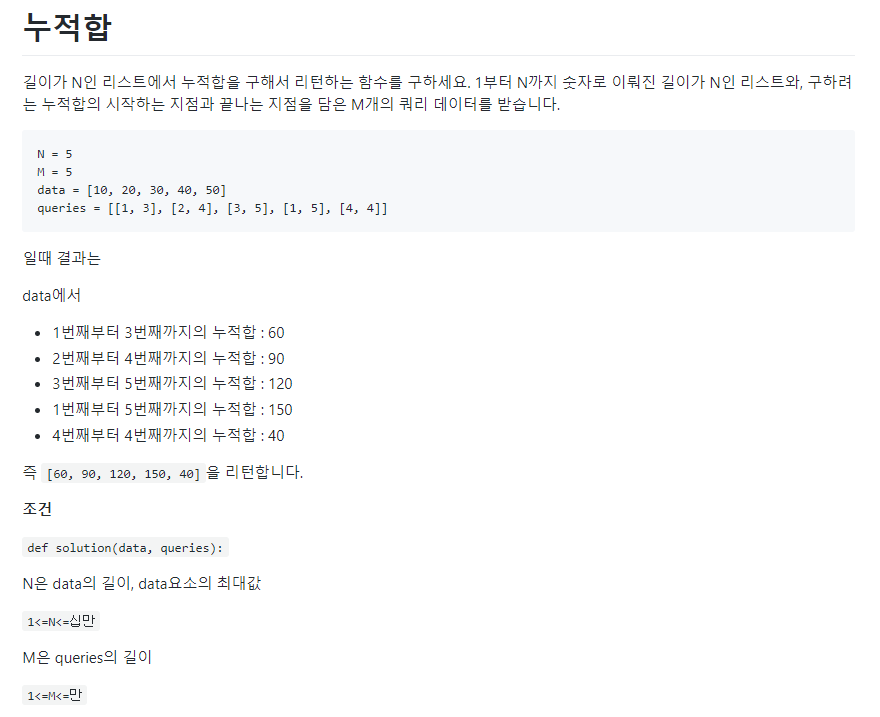 누적합
길이가 N인 리스트에서 누적합을 구해서 리턴하는 함수를 구하세요. 1부터 N까지 숫자로 이뤄진 길이가 N인 리스트와, 구하려
는 누적합의 시작하는 지점과 끝나는 지점을 담은 M개의 쿼리 데이터를 받습니다.
N = 5
M = 5
data = [10, 20, 30, 40, 50]
queries = [[1, 3], [2, 4], [3, 5], [1, 5], [4, 4]]
일때 결과는
data에서
• 1번째부터 3번째까지의 누적합 : 60
• 2번째부터 4번째까지의 누적합 : 90
• 3번째부터 5번째까지의 누적합 : 120
• 1번째부터 5번째까지의 누적합 : 150
• 4번째부터 4번째까지의 누적합 : 40
즉 [60, 90, 120, 150, 40] 을 리턴합니다.
조건
def solution(data, queries):
N은 data의 길이, data요소의 최대값
1<=N<=십만
M은 queries의 길이
1<=M<=만